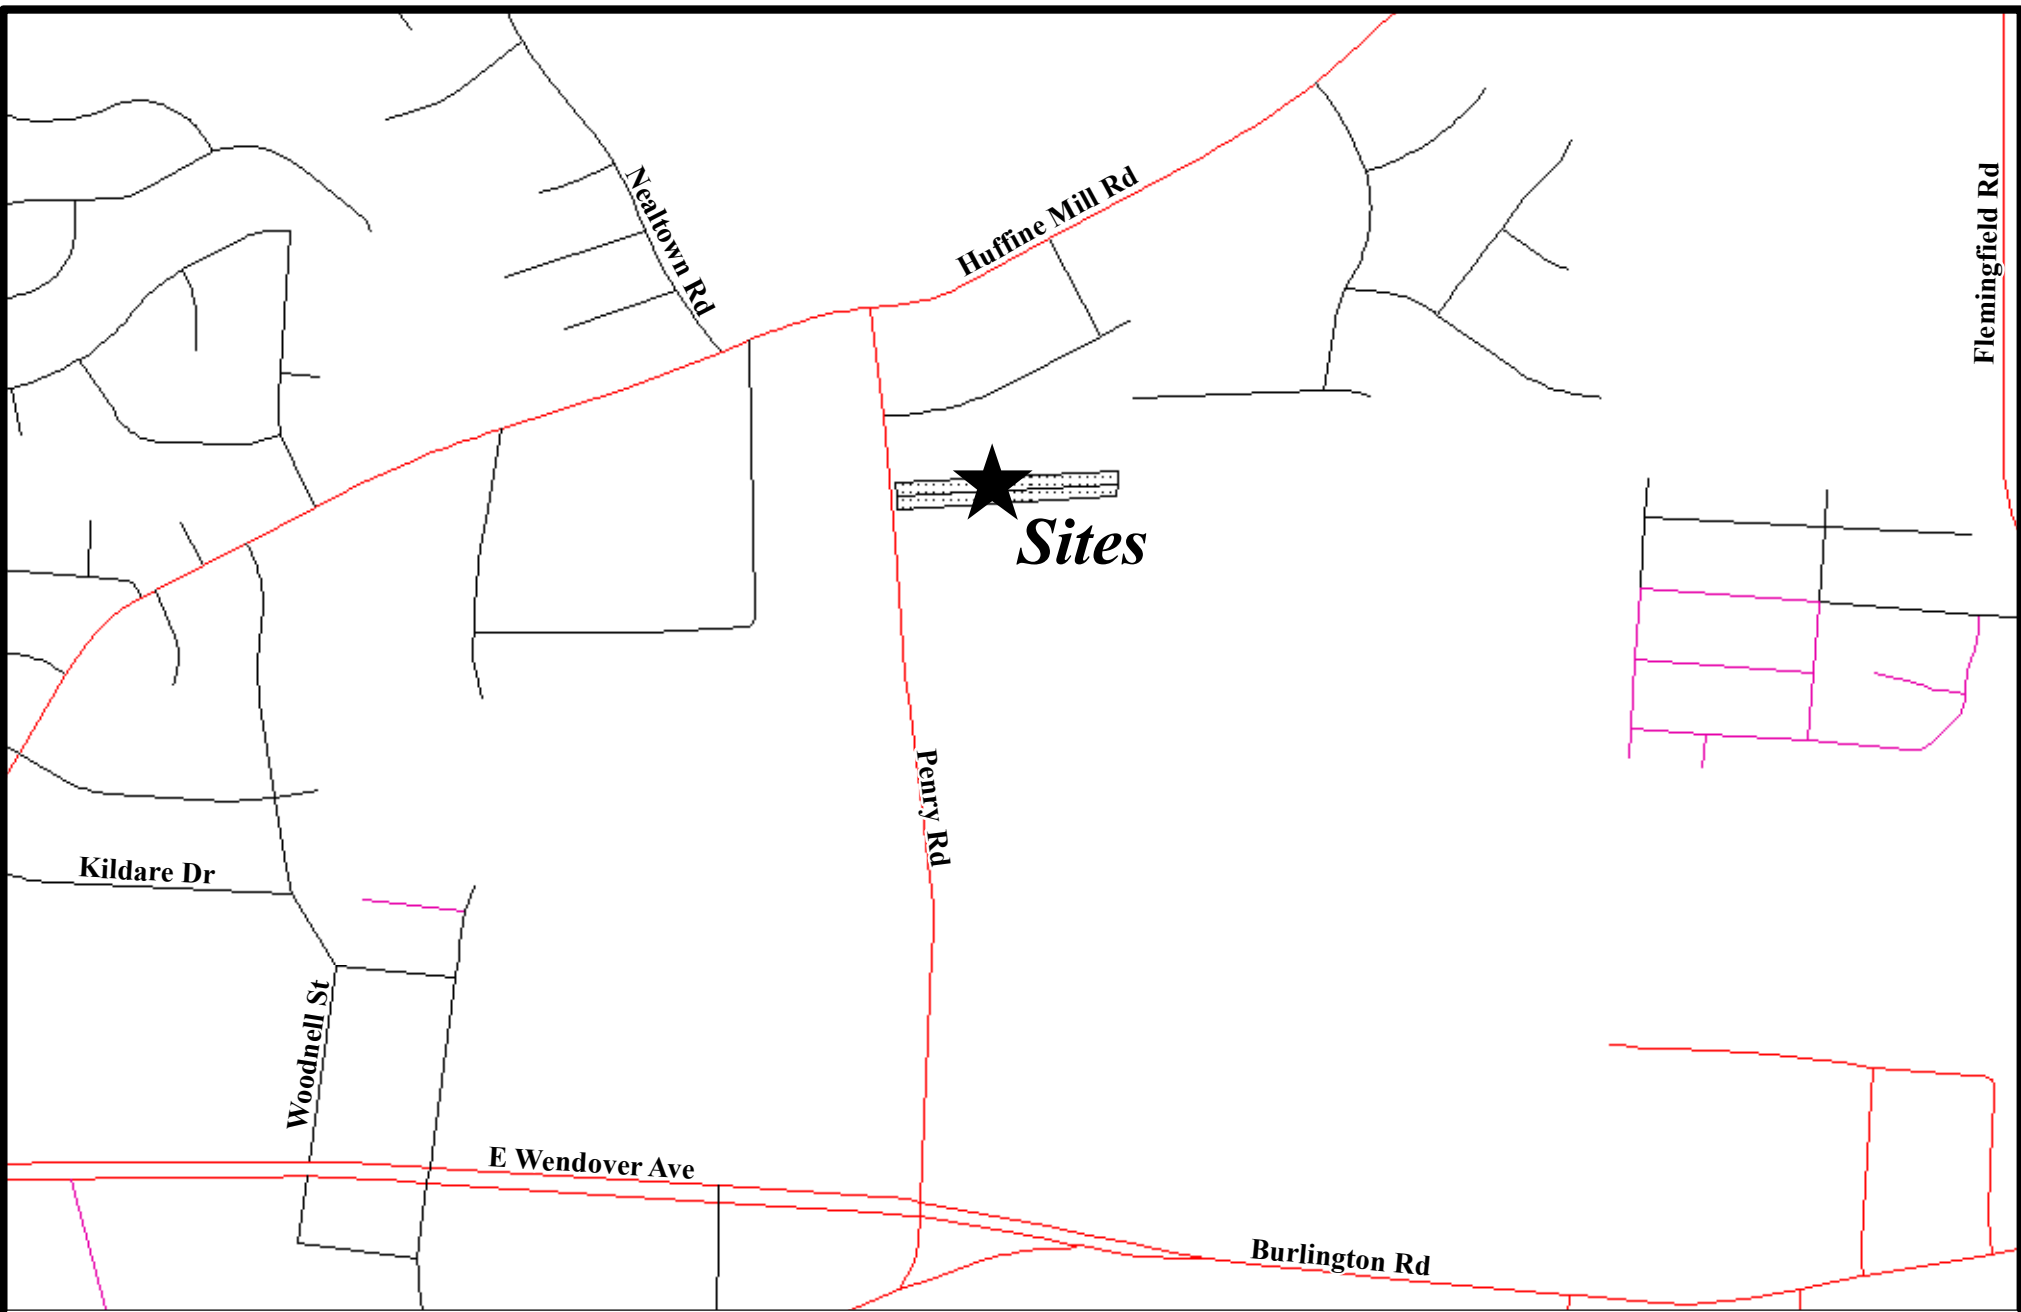 Nealtown Rd
Huffine Mill Rd
Flemingfield Rd
Sites
Penry Rd
Kildare Dr
Woodnell St
E Wendover Ave
Burlington Rd